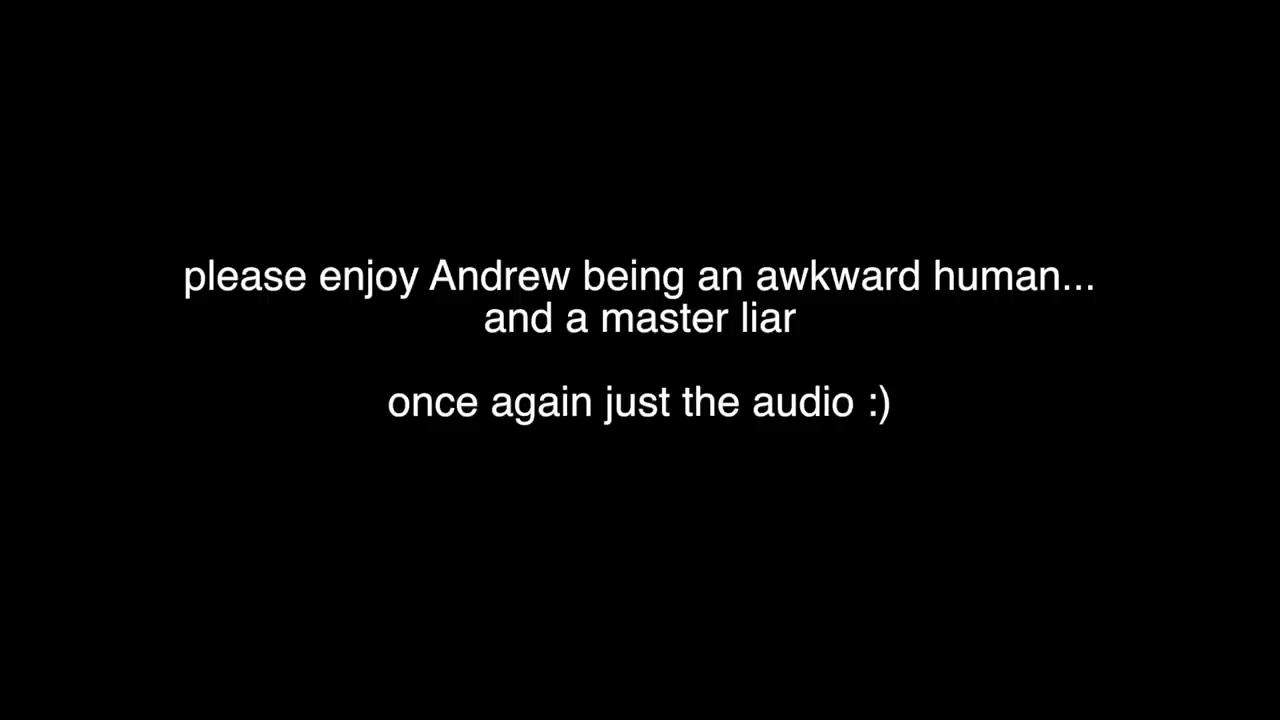 please enjoy Andrew being an awkward human...
and a master liar
once again just the audio :)